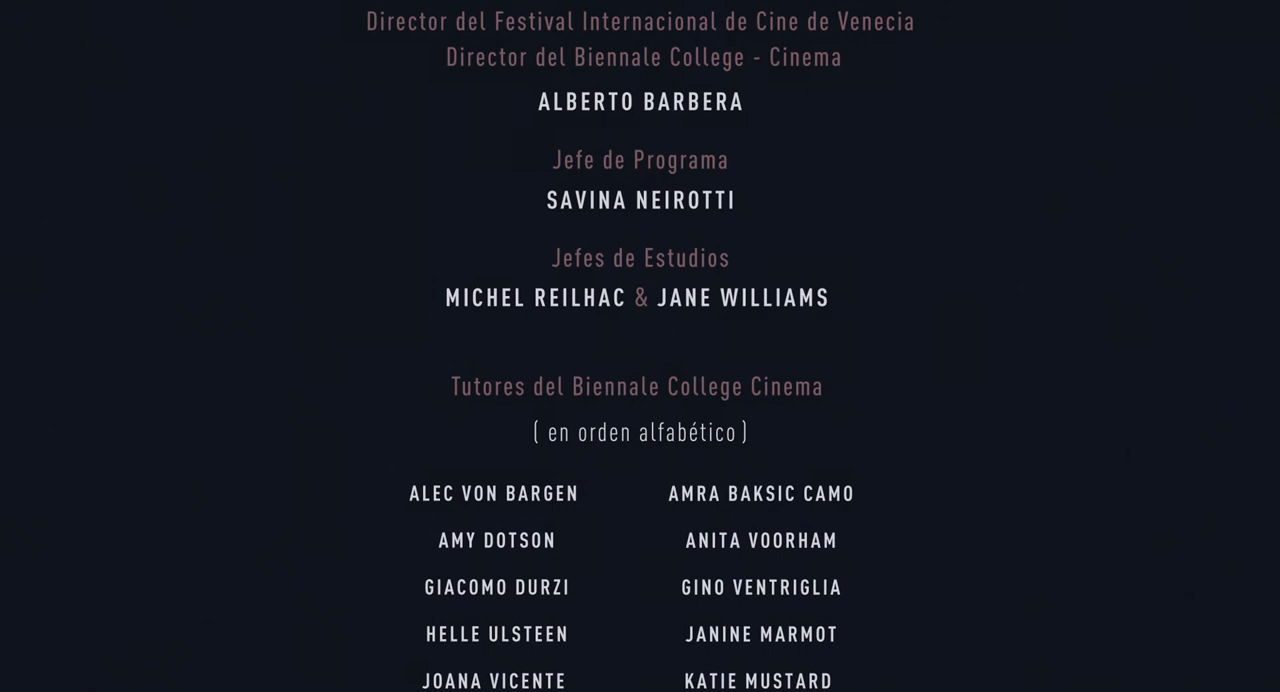 Director del Festival Internacional de Cine de Venecia
Director del Biennale College - Cinema
ALBERTO BARBERA
Jefe de Programa
SAVINA NEIROTTI
Jefes de Estudios
MICHEL REILHAC & JANE WILLIAMS
Tutores del Biennale College Cinema
( en orden alfabético )
ALEC VON BARGEN AMRA BAKSIC CAMO
AMY DOTSON ANITA VOORHAM
GIACOMO DURZI GINO VENTRIGLIA
HELLE ULSTEEN JANINE MARMOT
JOANA VICENTE KATIE MUSTARD